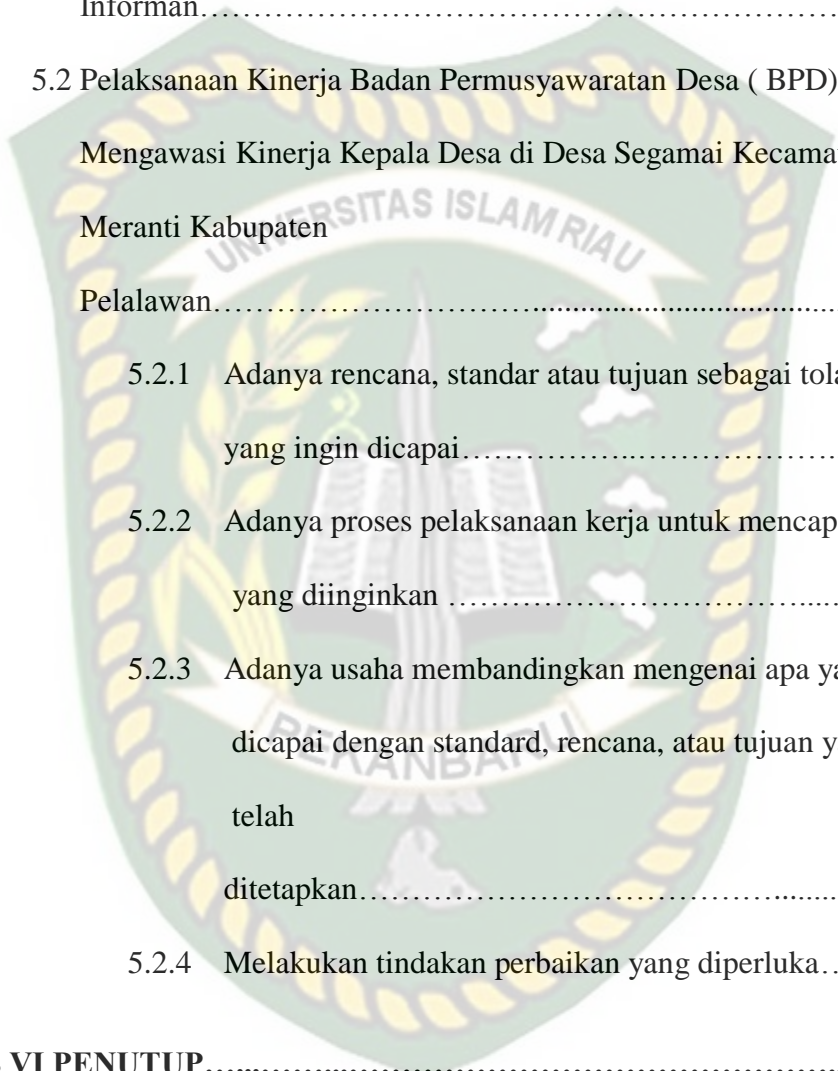 Informan……………………………………………………………
5.2 Pelaksanaan Kinerja Badan Permusyawaratan Desa ( BPD)
Mengawasi Kinerja Kepala Desa di Desa Segamai
Meranti Kabupaten
UNIVERSITAS ISLAM RIAU
Pelalawan……………………………..........................................
5.2.1 Adanya rencana, standar atau tujuan sebagai
yang ingin dicapai……………..…………………
5.2.2 Adanya proses pelaksanaan kerja untuk
yang diinginkan ……………………………….....
5.2.3 Adanya usaha membandingkan mengenai apa
dicapai dengan standard, rencana, atau tujuan
PEKANBARU
telah
ditetapkan…………………………………..........
5.2.4 Melakukan tindakan perbaikan yang diperluka…
VI PENUTUP…...……...………………………………………